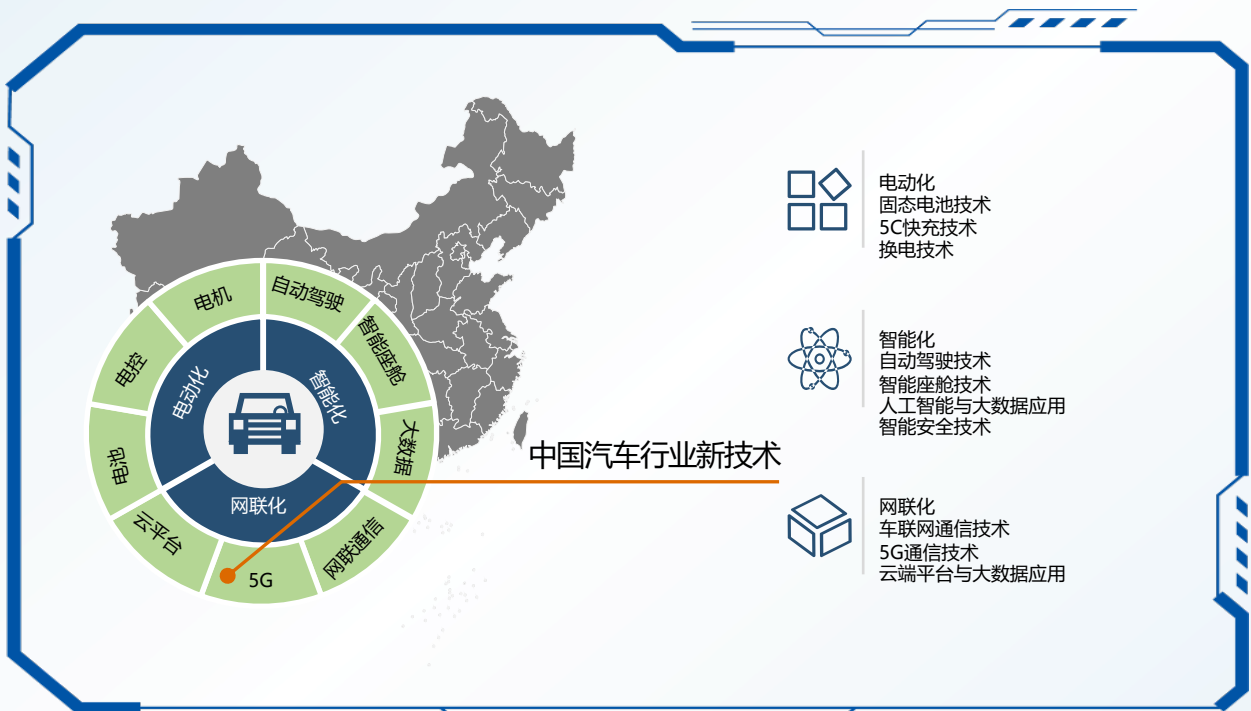 电机
自动驾驶
电控
智能座舱
电动化
智能化
电池
大数据
网联化
云平台
5G
网联通信
中国汽车行业新技术
电动化
固态电池技术
5C快充技术
换电技术
智能化
自动驾驶技术
智能座舱技术
人工智能与大数据应用
智能安全技术
网联化
车联网通信技术
5G通信技术
云端平台与大数据应用